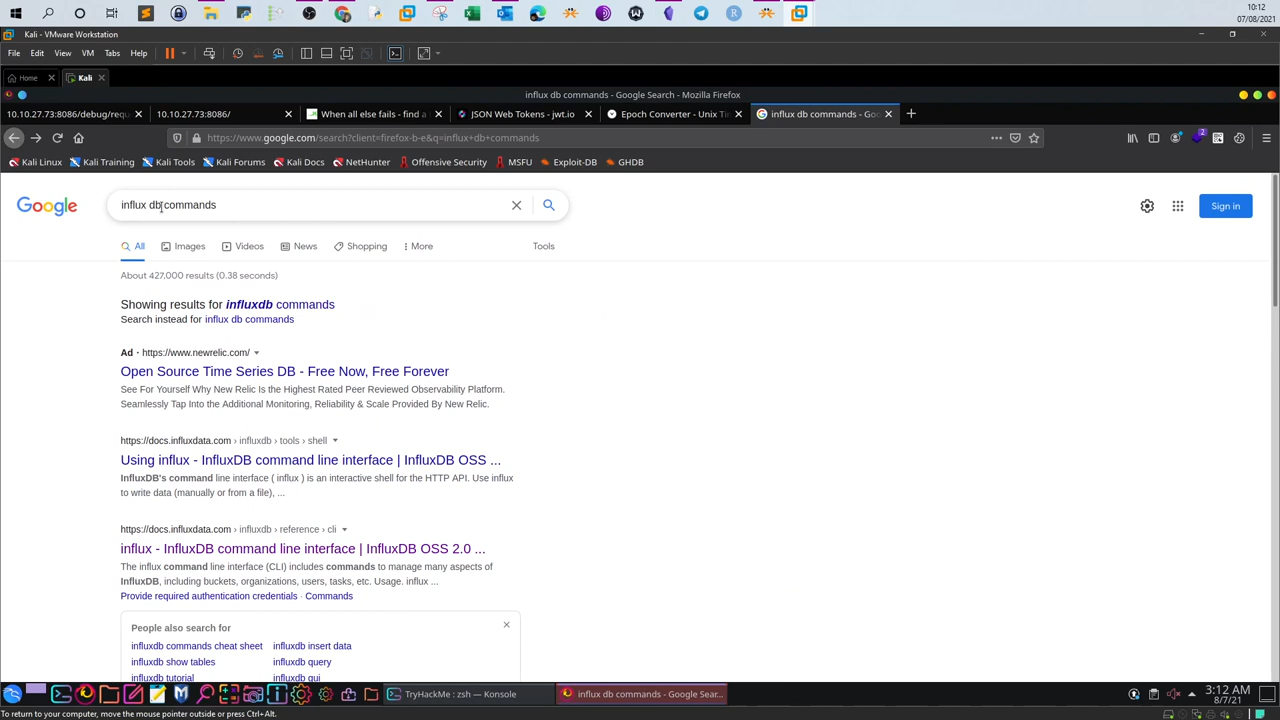 10:12
07/08/2021
Kali - VMware Workstation
File Edit View VM Tabs Help
Home
Kali
influx db commands - Google Search - Mozilla Firefox
10.10.27.73:8086/debug/requ
10.10.27.73:8086/
When all else fails - find a
JSON Web Tokens - jwt.io
Epoch Converter - Unix Tin
influx db commands - Goo
https://www.google.com/search?client=firefox-b-e&q=influx+db+commands
2
Kali Linux
Kali Training
Kali Tools
Kali Forums
Kali Docs
NetHunter
Offensive Security
MSFU
Exploit-DB
GHDB
Google
influx db commands
Sign in
All
Images
Videos
News
Shopping
More
Tools
About 427,000 results (0.38 seconds)
Showing results for influxdb commands
Search instead for influx db commands
Ad · https://www.newrelic.com/
Open Source Time Series DB - Free Now, Free Forever
See For Yourself Why New Relic Is the Highest Rated Peer Reviewed Observability Platform.
Seamlessly Tap Into the Additional Monitoring, Reliability & Scale Provided By New Relic.
https://docs.influxdata.com › influxdb › tools › shell
Using influx - InfluxDB command line interface | InfluxDB OSS ...
InfluxDB's command line interface ( influx ) is an interactive shell for the HTTP API. Use influx
to write data (manually or from a file), ...
https://docs.influxdata.com › influxdb › reference › cli
influx - InfluxDB command line interface | InfluxDB OSS 2.0 ...
The influx command line interface (CLI) includes commands to manage many aspects of
InfluxDB, including buckets, organizations, users, tasks, etc. Usage. influx ...
Provide required authentication credentials · Commands
People also search for
influxdb commands cheat sheet
influxdb insert data
influxdb show tables
influxdb query
influxdb tutorial
influxdb gui
TryHackMe : zsh — Konsole
influx db commands - Google Sear...
3:12 AM
8/7/21
To return to your computer, move the mouse pointer outside or press Ctrl+Alt.